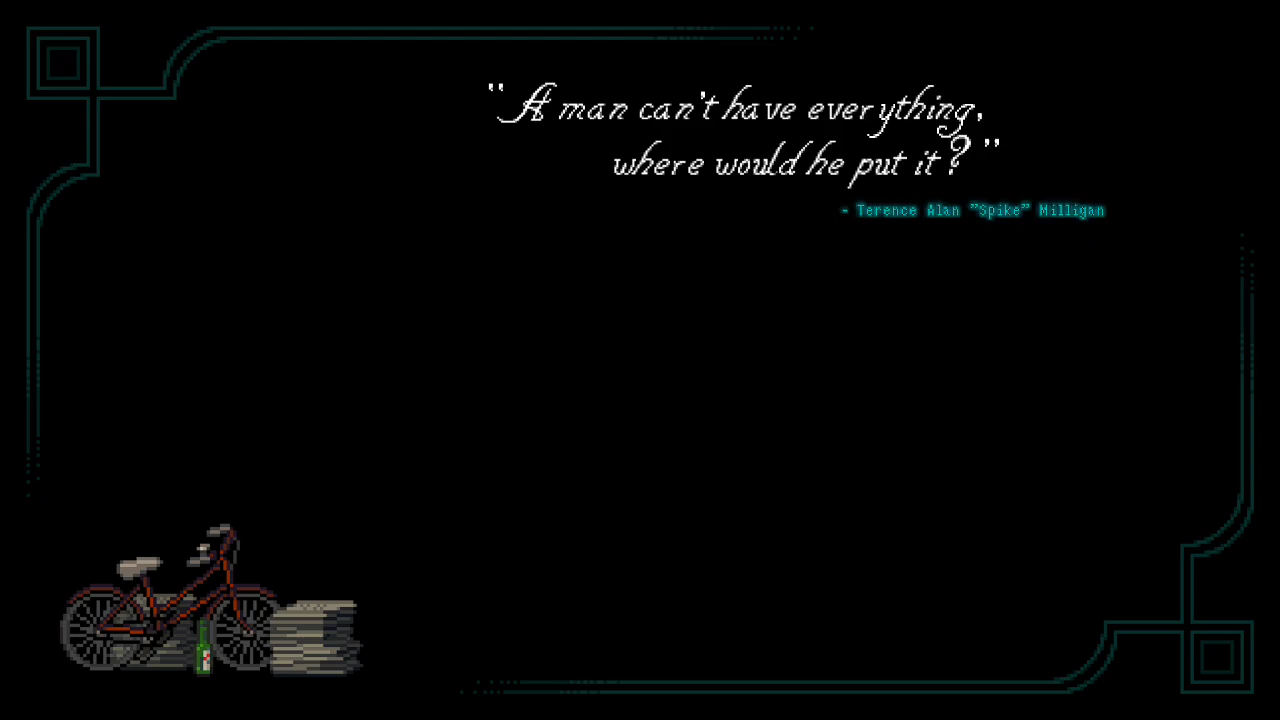 "A man can't have everything,
where would he put it?"
- Terence Alan "Spike" Milligan